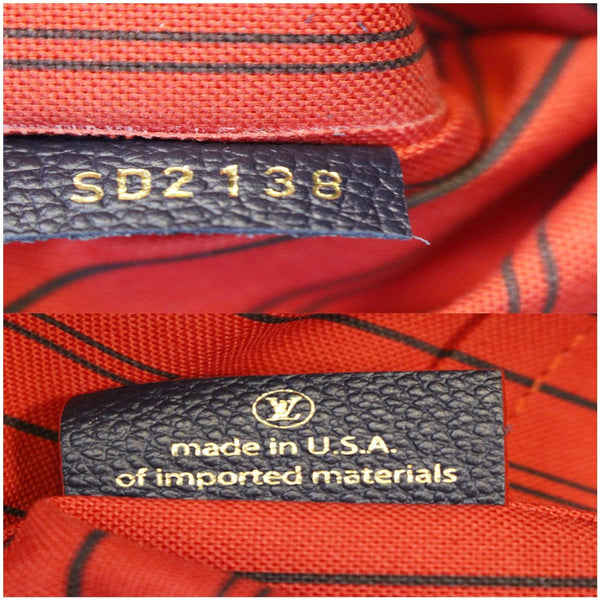 SD2138
LV
made in U.S.A.
of imported materials